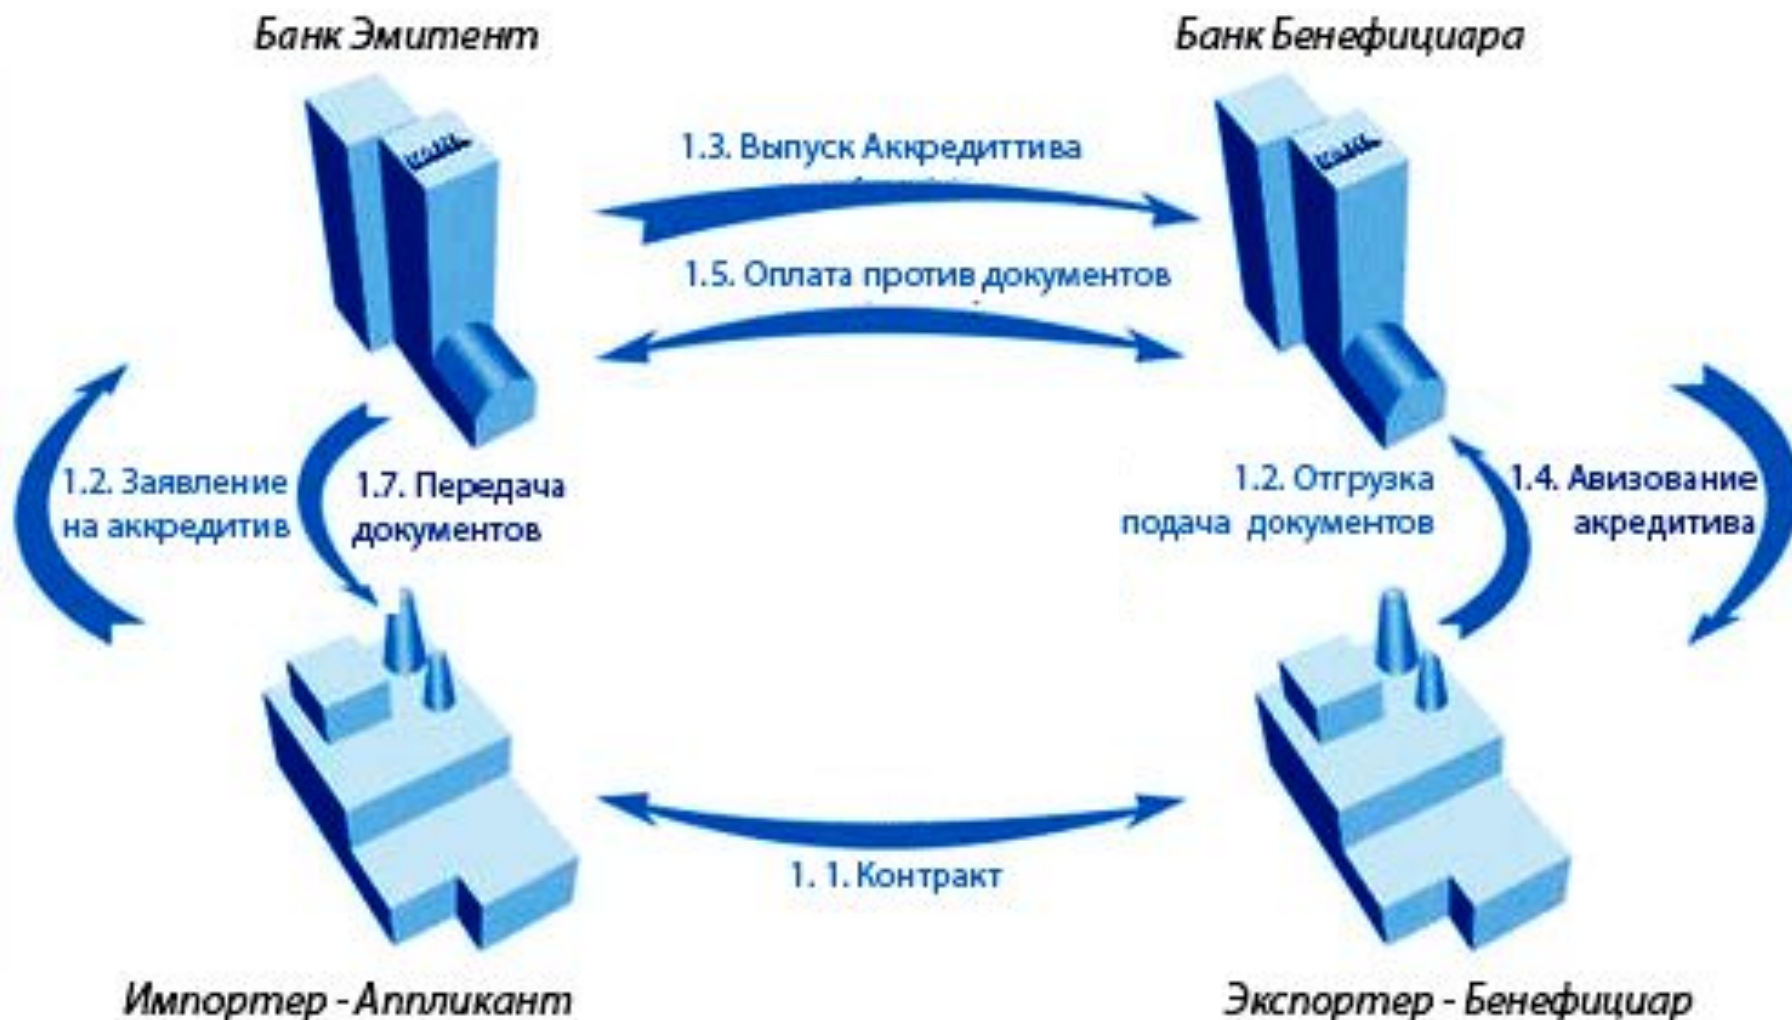 Банк Эмитент
Банк Бенефициара
1.3. Выпуск Аккредиттива
1.5. Оплата против документов
1.2. Заявление
на аккредитив
1.7. Передача
документов
1.2. Отгрузка
подача документов
1.4. Авизование
акредитива
1. 1. Контракт
Импортер - Аппликант
Экспортер - Бенефициар